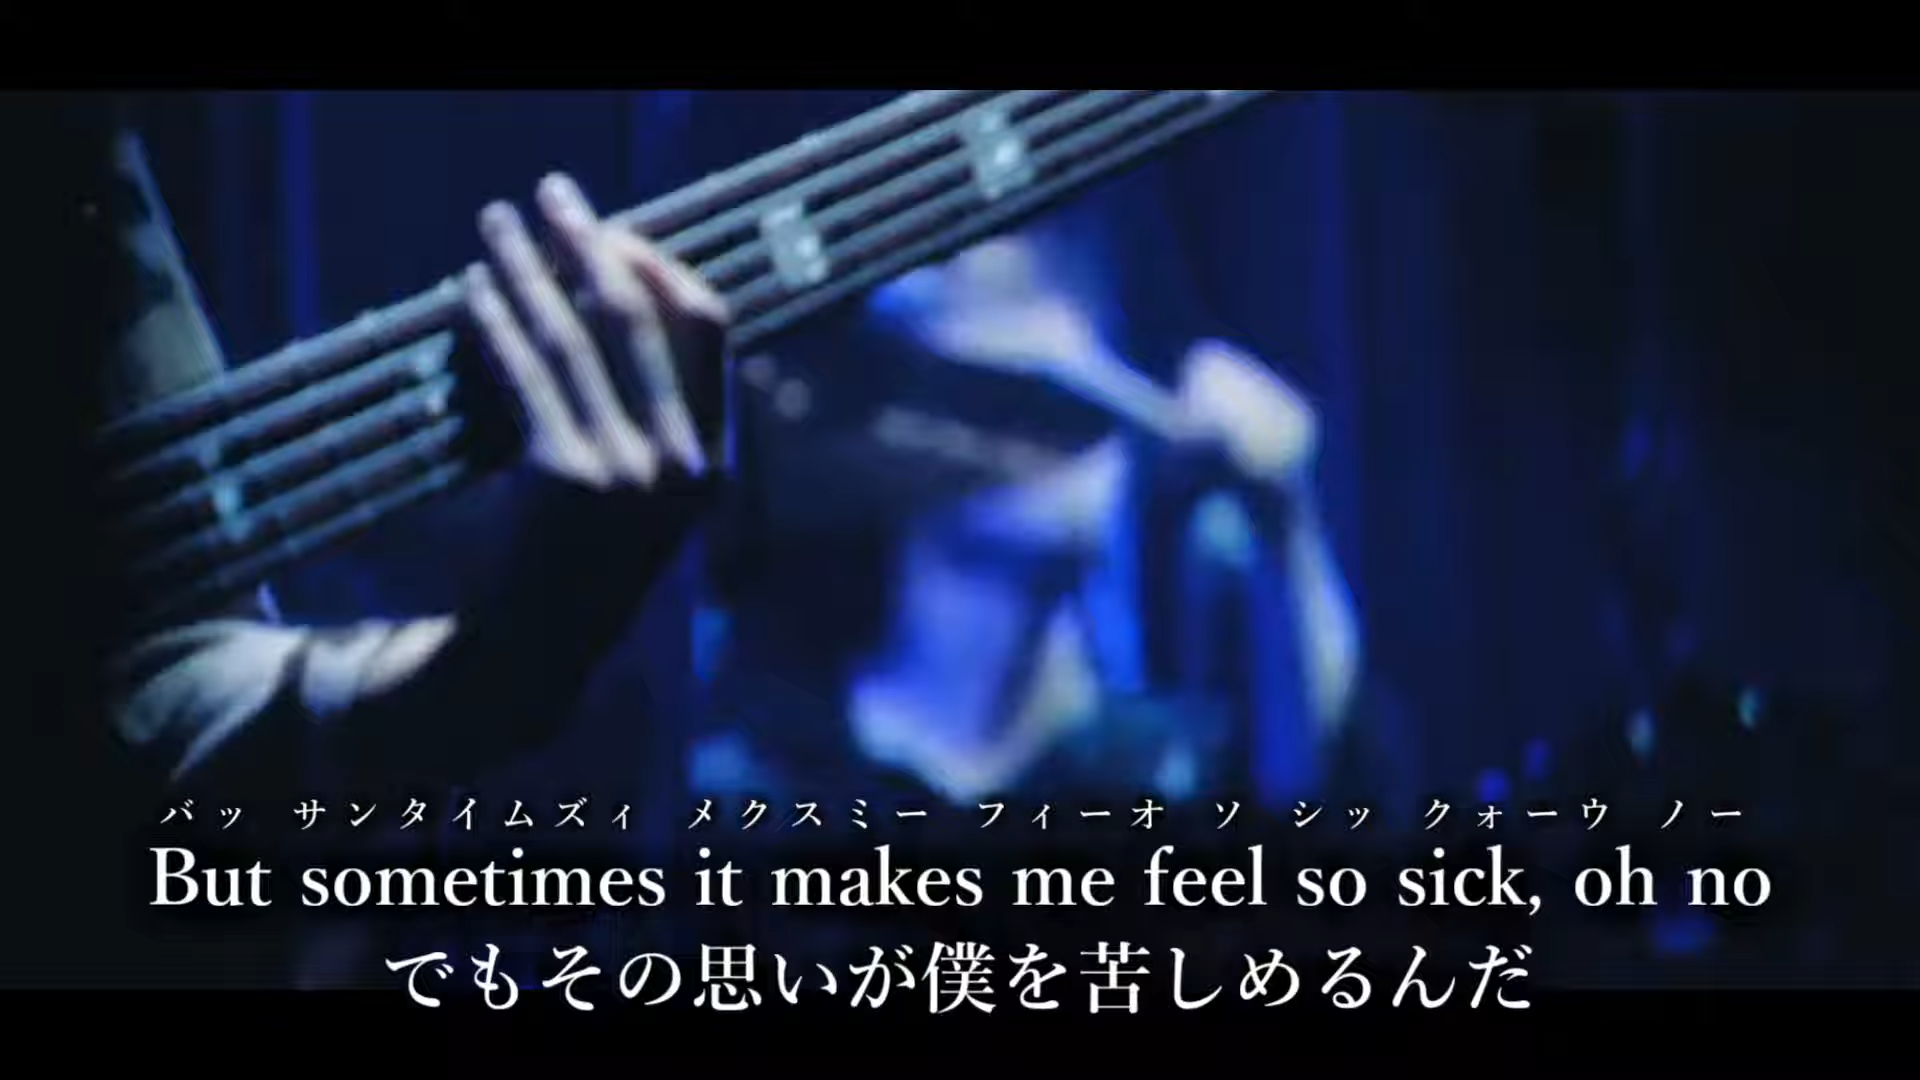 バッ サンタイムズィ メクスミー フィーオ ソ シック クォーウ ノー
But sometimes it makes me feel so sick, oh no
でもその思いが僕を苦しめるんだ